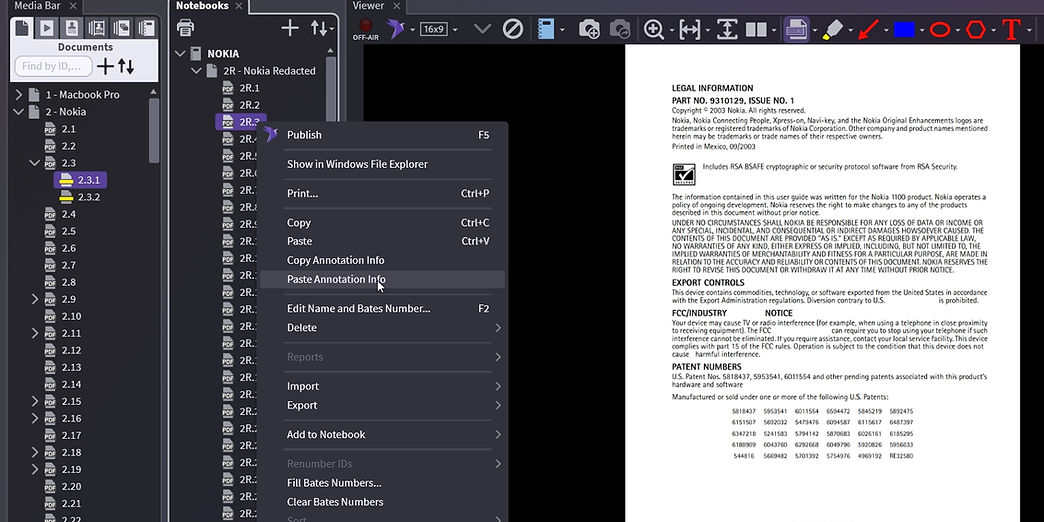 Media Bar
Documents
Find by ID,...
1 - Macbook Pro
2 - Nokia
2.1
2.2
2.3
2.3.1
2.3.2
2.4
2.5
2.6
2.7
2.8
2.9
2.10
2.11
2.12
2.13
2.14
2.15
2.16
2.17
2.18
2.19
2.20
2.21
2.22
Notebooks
NOKIA
2R - Nokia Redacted
2R.1
2R.2
2R.3
Publish F5
Show in Windows File Explorer
Print... Ctrl+P
Copy Ctrl+C
Paste Ctrl+V
Copy Annotation Info
Paste Annotation Info
Edit Name and Bates Number... F2
Delete
Reports
Import
Export
Add to Notebook
Renumber IDs
Fill Bates Numbers...
Clear Bates Numbers
Sort
Viewer
OFF-AIR
16x9
LEGAL INFORMATION
PART NO. 9310129, ISSUE NO. 1
Copyright © 2003 Nokia. All rights reserved.
Nokia, Nokia Connecting People, Xpress-on, Navi-key, and the Nokia Original Enhancements logos are
trademarks or registered trademarks of Nokia Corporation. Other company and product names mentioned
herein may be trademarks or trade names of their respective owners.
Printed in Mexico, 09/2003
Includes RSA BSAFE cryptographic or security protocol software from RSA Security.
The information contained in this user guide was written for the Nokia 1100 product. Nokia operates a
policy of ongoing development. Nokia reserves the right to make changes to any of the products
described in this document without prior notice.
UNDER NO CIRCUMSTANCES SHALL NOKIA BE RESPONSIBLE FOR ANY LOSS OF DATA OR INCOME OR
ANY SPECIAL, INCIDENTAL, AND CONSEQUENTIAL OR INDIRECT DAMAGES HOWSOEVER CAUSED. THE
CONTENTS OF THIS DOCUMENT ARE PROVIDED "AS IS." EXCEPT AS REQUIRED BY APPLICABLE LAW,
NO WARRANTIES OF ANY KIND, EITHER EXPRESS OR IMPLIED, INCLUDING, BUT NOT LIMITED TO, THE
IMPLIED WARRANTIES OF MERCHANTABILITY AND FITNESS FOR A PARTICULAR PURPOSE, ARE MADE IN
RELATION TO THE ACCURACY AND RELIABILITY OR CONTENTS OF THIS DOCUMENT. NOKIA RESERVES THE
RIGHT TO REVISE THIS DOCUMENT OR WITHDRAW IT AT ANY TIME WITHOUT PRIOR NOTICE.
EXPORT CONTROLS
This device contains commodities, technology, or software exported from the United States in accordance
with the Export Administration regulations. Diversion contrary to U.S. is prohibited.
FCC/INDUSTRY NOTICE
Your device may cause TV or radio interference (for example, when using a telephone in close proximity
to receiving equipment). The FCC can require you to stop using your telephone if such
interference cannot be eliminated. If you require assistance, contact your local service facility. This device
complies with part 15 of the FCC rules. Operation is subject to the condition that this device does not
cause harmful interference.
PATENT NUMBERS
U.S. Patent Nos. 5818437, 5953541, 6011554 and other pending patents associated with this product's
hardware and software
Manufactured or sold under one or more of the following U.S. Patents:
5818437 5953541 6011554 6594472 5845219 5892475
6151507 5692032 5479476 6094587 6115617 6487397
6347218 5241583 5794142 5870683 6026161 6185295
6188909 6043760 6292668 6049796 5920826 5956633
544816 5669482 5701392 5754976 4969192 RE32580